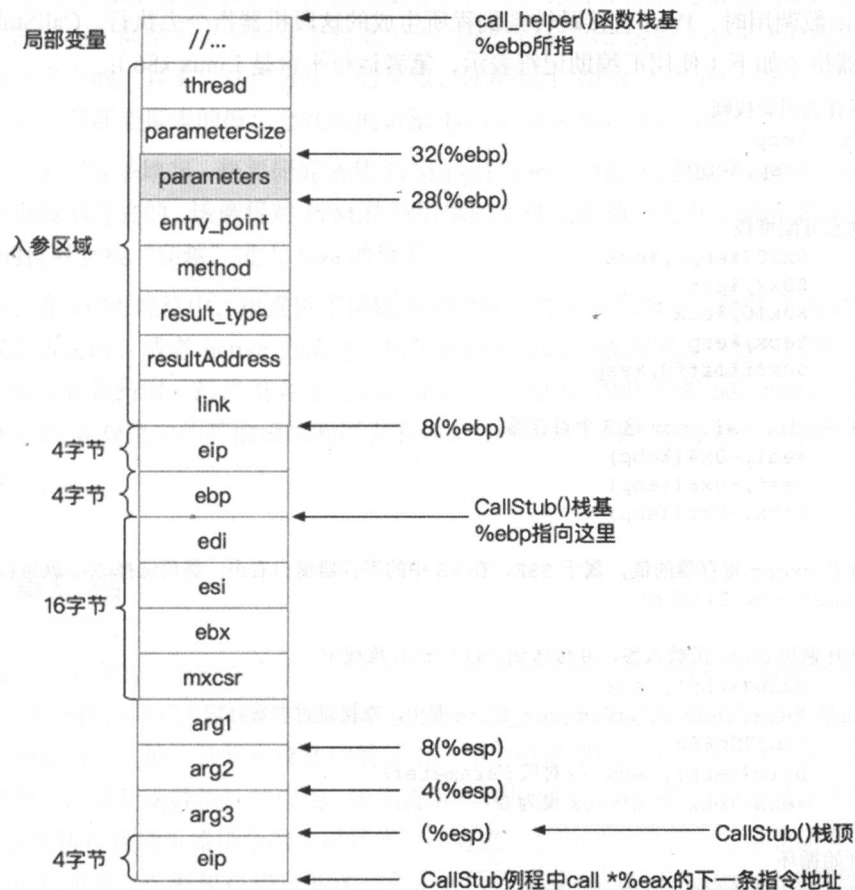 call_helper()函数栈基
%ebp所指
局部变量
//...
thread
parameterSize
32(%ebp)
parameters
28(%ebp)
entry_point
入参区域
method
result_type
resultAddress
link
8(%ebp)
4字节
eip
4字节
ebp
CallStub()栈基
%ebp指向这里
edi
esi
16字节
ebx
mxcsr
arg1
8(%esp)
arg2
4(%esp)
arg3
(%esp)
CallStub()栈顶
4字节
eip
CallStub例程中call *%eax的下一条指令地址